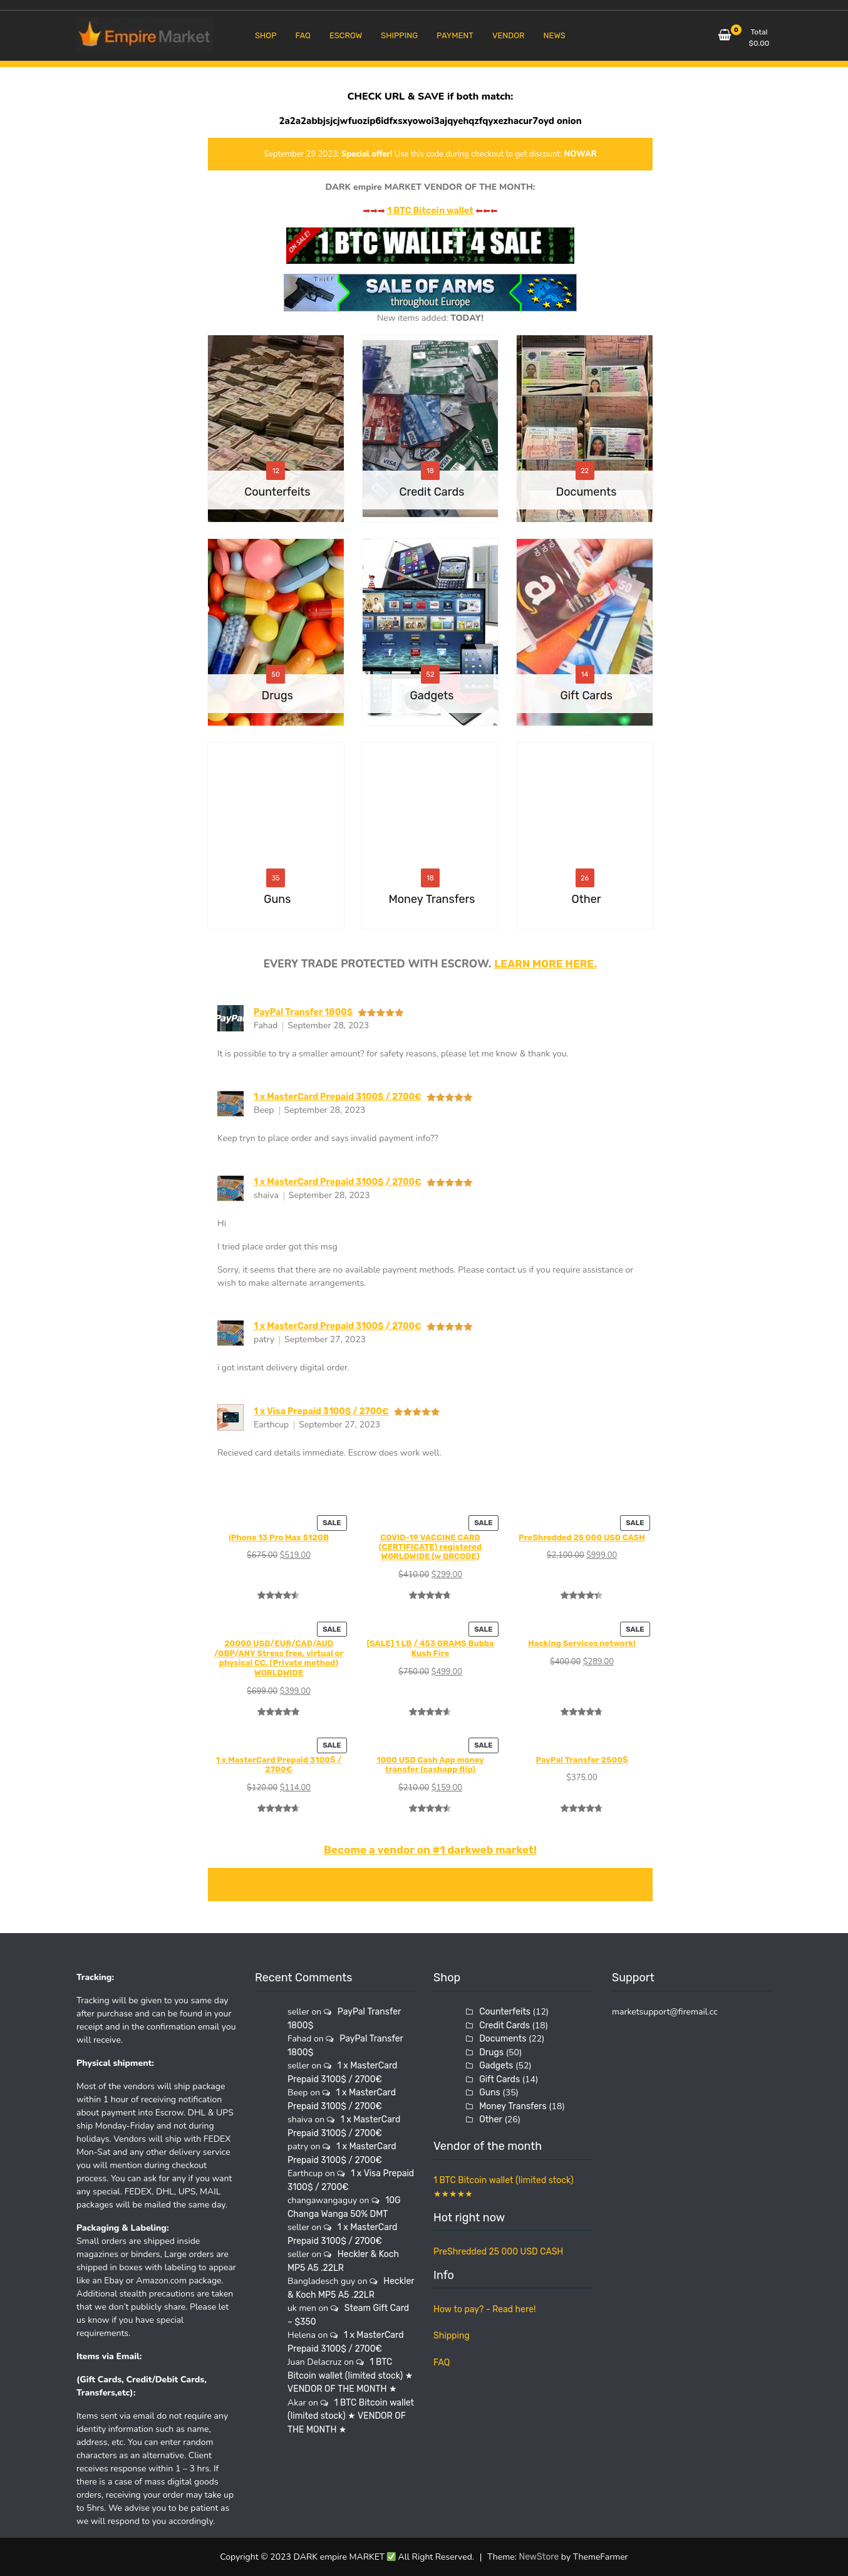 EmpireMarket
SHOP FAQ ESCROW SHIPPING PAYMENT VENDOR NEWS
0
Total
$0.00
CHECK URL & SAVE if both match:
2a2a2abbjsjcjwfuozip6idfxsxyowoi3ajqyehqzfqyxezhacur7oyd onion
September 29 2023: Special offer! Use this code during checkout to get discount: NOWAR
DARK empire MARKET VENDOR OF THE MONTH:
➡➡➡ 1 BTC Bitcoin wallet ⬅⬅⬅
ON SALE! 1 BTC WALLET 4 SALE
THIEF SALE OF ARMS
throughout Europe
New items added: TODAY!
12 18 22
Counterfeits Credit Cards Documents
50 52 14
Drugs Gadgets Gift Cards
35 18 26
Guns Money Transfers Other
EVERY TRADE PROTECTED WITH ESCROW. LEARN MORE HERE.
PayPal
PayPal Transfer 1800$
Fahad | September 28, 2023
It is possible to try a smaller amount? for safety reasons, please let me know & thank you.
1 x MasterCard Prepaid 3100$ / 2700€
Beep | September 28, 2023
Keep tryn to place order and says invalid payment info??
1 x MasterCard Prepaid 3100$ / 2700€
shaiva | September 28, 2023
Hi
I tried place order got this msg
Sorry, it seems that there are no available payment methods. Please contact us if you require assistance or
wish to make alternate arrangements.
1 x MasterCard Prepaid 3100$ / 2700€
patry | September 27, 2023
i got instant delivery digital order.
1 x Visa Prepaid 3100$ / 2700€
Earthcup | September 27, 2023
Recieved card details immediate. Escrow does work well.
SALE
iPhone 13 Pro Max 512GB
$675.00 $519.00
SALE
COVID-19 VACCINE CARD
(CERTIFICATE) registered
WORLDWIDE (w QRCODE)
$410.00 $299.00
SALE
PreShredded 25 000 USD CASH
$2,100.00 $999.00
SALE
20000 USD/EUR/CAD/AUD
/GBP/ANY Stress free, virtual or
physical CC. (Private method)
WORLDWIDE
$699.00 $399.00
SALE
[SALE] 1 LB / 453 GRAMS Bubba
Kush Fire
$750.00 $499.00
SALE
Hacking Services network!
$400.00 $289.00
SALE
1 x MasterCard Prepaid 3100$ /
2700€
$120.00 $114.00
SALE
1000 USD Cash App money
transfer (cashapp flip)
$210.00 $159.00
PayPal Transfer 2500$
$375.00
Become a vendor on #1 darkweb market!
Tracking:
Tracking will be given to you same day
after purchase and can be found in your
receipt and in the confirmation email you
will receive.
Physical shipment:
Most of the vendors will ship package
within 1 hour of receiving notification
about payment into Escrow. DHL & UPS
ship Monday-Friday and not during
holidays. Vendors will ship with FEDEX
Mon-Sat and any other delivery service
you will mention during checkout
process. You can ask for any if you want
any special. FEDEX, DHL, UPS, MAIL
packages will be mailed the same day.
Packaging & Labeling:
Small orders are shipped inside
magazines or binders, Large orders are
shipped in boxes with labeling to appear
like an Ebay or Amazon.com package.
Additional stealth precautions are taken
that we don't publicly share. Please let
us know if you have special
requirements.
Items via Email:
(Gift Cards, Credit/Debit Cards,
Transfers,etc):
Items sent via email do not require any
identity information such as name,
address, etc. You can enter random
characters as an alternative. Client
receives response within 1 – 3 hrs. If
there is a case of mass digital goods
orders, receiving your order may take up
to 5hrs. We advise you to be patient as
we will respond to you accordingly.
Recent Comments
seller on PayPal Transfer
1800$
Fahad on PayPal Transfer
1800$
seller on 1 x MasterCard
Prepaid 3100$ / 2700€
Beep on 1 x MasterCard
Prepaid 3100$ / 2700€
shaiva on 1 x MasterCard
Prepaid 3100$ / 2700€
patry on 1 x MasterCard
Prepaid 3100$ / 2700€
Earthcup on 1 x Visa Prepaid
3100$ / 2700€
changawangaguy on 10G
Changa Wanga 50% DMT
seller on 1 x MasterCard
Prepaid 3100$ / 2700€
seller on Heckler & Koch
MP5 A5 .22LR
Bangladesch guy on Heckler
& Koch MP5 A5 .22LR
uk men on Steam Gift Card
– $350
Helena on 1 x MasterCard
Prepaid 3100$ / 2700€
Juan Delacruz on 1 BTC
Bitcoin wallet (limited stock) ★
VENDOR OF THE MONTH ★
Akar on 1 BTC Bitcoin wallet
(limited stock) ★ VENDOR OF
THE MONTH ★
Shop
Counterfeits (12)
Credit Cards (18)
Documents (22)
Drugs (50)
Gadgets (52)
Gift Cards (14)
Guns (35)
Money Transfers (18)
Other (26)
Vendor of the month
1 BTC Bitcoin wallet (limited stock)
★★★★★
Hot right now
PreShredded 25 000 USD CASH
Info
How to pay? - Read here!
Shipping
FAQ
Support
marketsupport@firemail.cc
Copyright © 2023 DARK empire MARKET ✅ All Right Reserved. | Theme: NewStore by ThemeFarmer